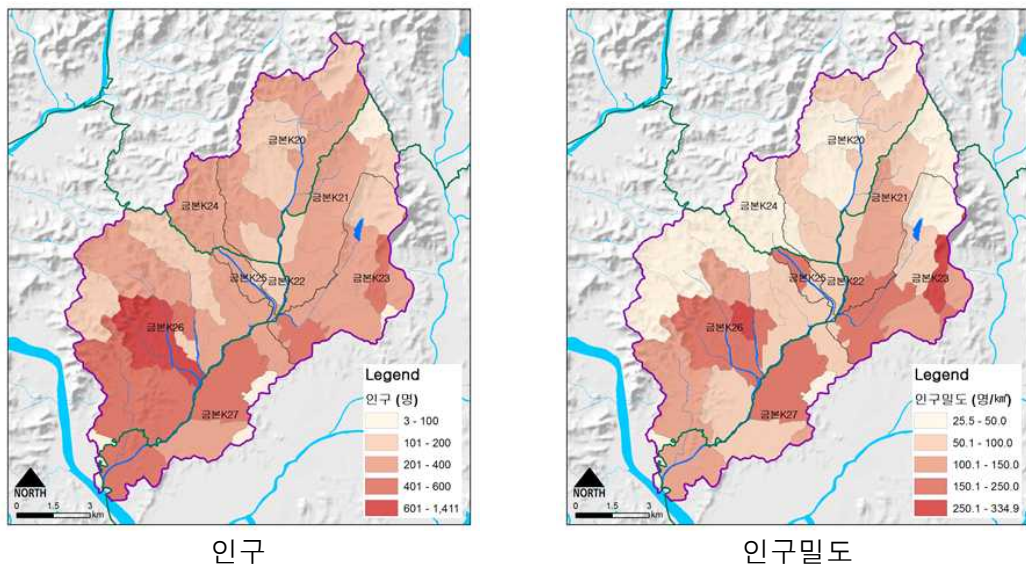 금본K20
금본K24
금본K21
금본K25
금본K22
금본K23
금본K26
금본K27
Legend
인구 (명)
3 - 100
101 - 200
201 - 400
401 - 600
601 - 1,411
NORTH
0 1.5 3
km
인구
금본K20
금본K24
금본K21
금본K25
금본K22
금본K23
금본K26
금본K27
Legend
인구밀도 (명/㎢)
25.5 - 50.0
50.1 - 100.0
100.1 - 150.0
150.1 - 250.0
250.1 - 334.9
NORTH
0 1.5 3
km
인구밀도